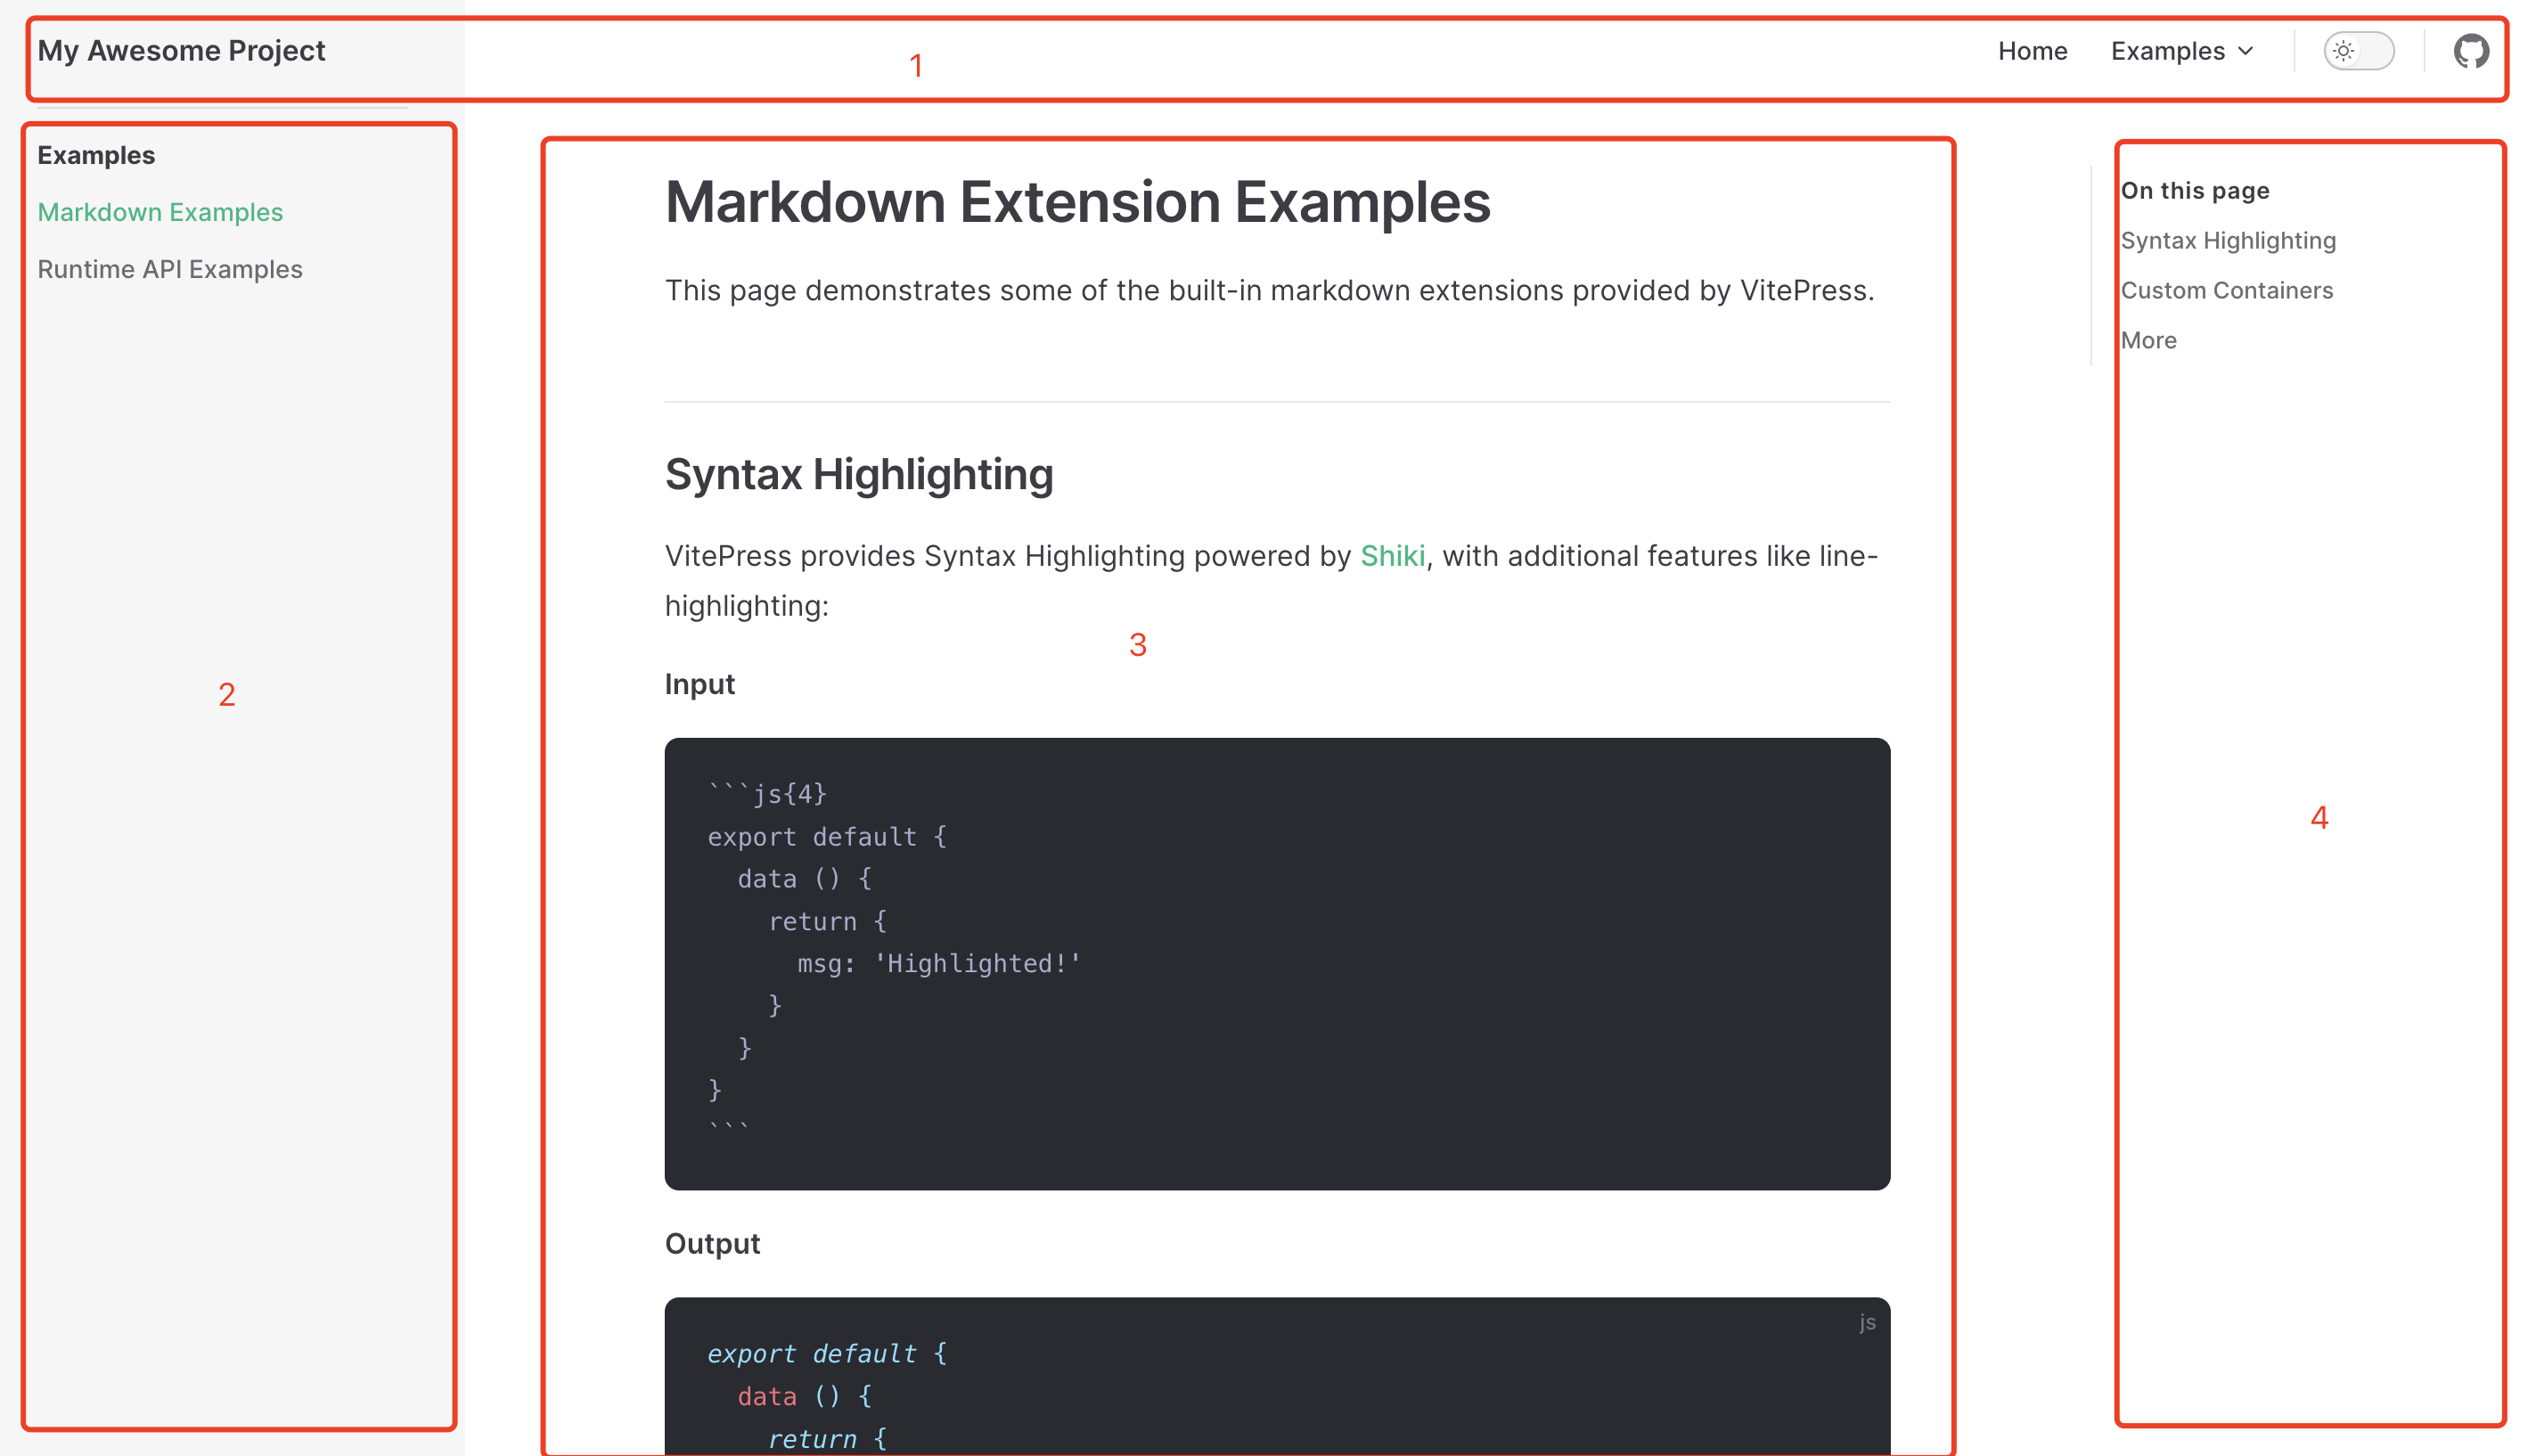 My Awesome Project
1
Home
Examples
Examples
Markdown Examples
Runtime API Examples
2
Markdown Extension Examples
This page demonstrates some of the built-in markdown extensions provided by VitePress.
Syntax Highlighting
VitePress provides Syntax Highlighting powered by Shiki, with additional features like line-
highlighting:
3
Input
```js{4}
export default {
  data () {
    return {
      msg: 'Highlighted!'
    }
  }
}
```
Output
js
export default {
  data () {
    return {
On this page
Syntax Highlighting
Custom Containers
More
4